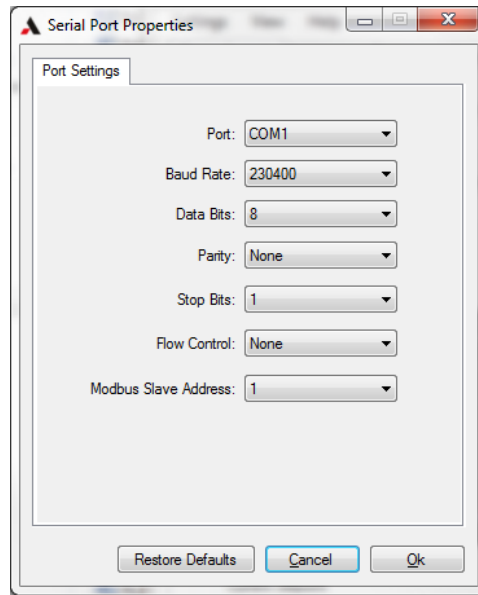 Serial Port Properties
Port Settings
Port: COM1
Baud Rate: 230400
Data Bits: 8
Parity: None
Stop Bits: 1
Flow Control: None
Modbus Slave Address: 1
Restore Defaults Cancel Ok